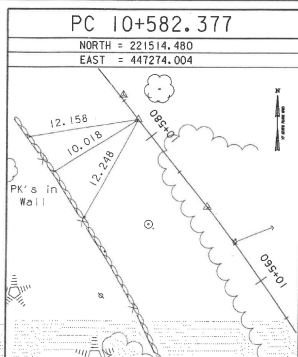 PC 10+582.377
NORTH = 221514.480
EAST = 447274.004
N
12.158
10+580
10.018
12.248
PK's in
Wall
10+560